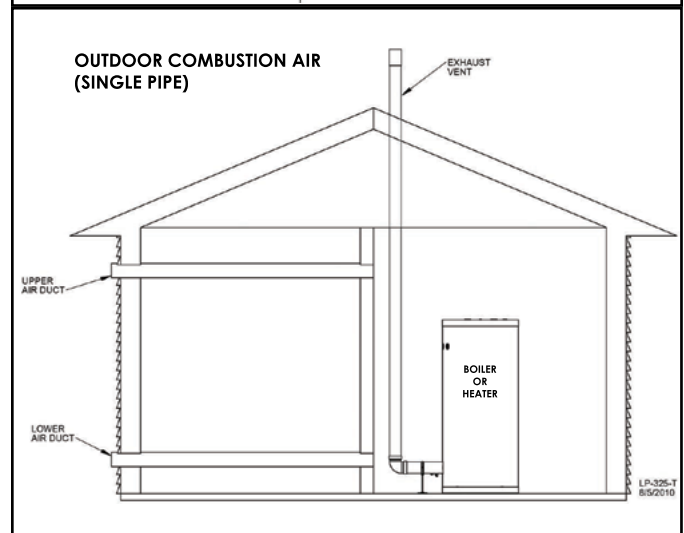 OUTDOOR COMBUSTION AIR
(SINGLE PIPE)
EXHAUST
VENT
UPPER
AIR DUCT
BOILER
OR
HEATER
LOWER
AIR DUCT
LP-325-T
8/5/2010